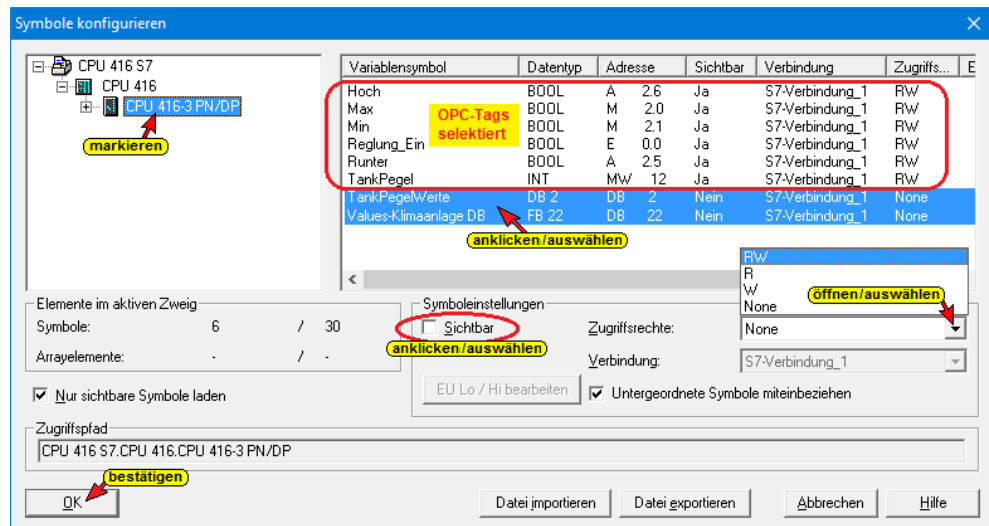 Symbole konfigurieren
CPU 416 S7
CPU 416
CPU 416-3 PN/DP
markieren
Variablensymbol Datentyp Adresse Sichtbar Verbindung Zugriffs... E
Hoch BOOL A 2.6 Ja S7-Verbindung_1 RW
Max BOOL M 2.0 Ja S7-Verbindung_1 RW
Min BOOL M 2.1 Ja S7-Verbindung_1 RW
Reglung_Ein BOOL E 0.0 Ja S7-Verbindung_1 RW
Runter BOOL A 2.5 Ja S7-Verbindung_1 RW
TankPegel INT MW 12 Ja S7-Verbindung_1 RW
TankPegelWerte DB 2 DB 2 Nein S7-Verbindung_1 None
Values-Klimaanlage DB FB 22 DB 22 Nein S7-Verbindung_1 None
OPC-Tags
selektiert
anklicken/auswählen
RW
R
W
None
öffnen/auswählen
Elemente im aktiven Zweig
Symbole: 6 / 30
Arrayelemente: - / -
Symboleinstellungen
Sichtbar
anklicken/auswählen
Zugriffsrechte: None
Verbindung: S7-Verbindung_1
EU Lo / Hi bearbeiten
Untergeordnete Symbole miteinbeziehen
Nur sichtbare Symbole laden
Zugriffspfad
CPU 416 S7.CPU 416.CPU 416-3 PN/DP
bestätigen
OK Datei importieren Datei exportieren Abbrechen Hilfe